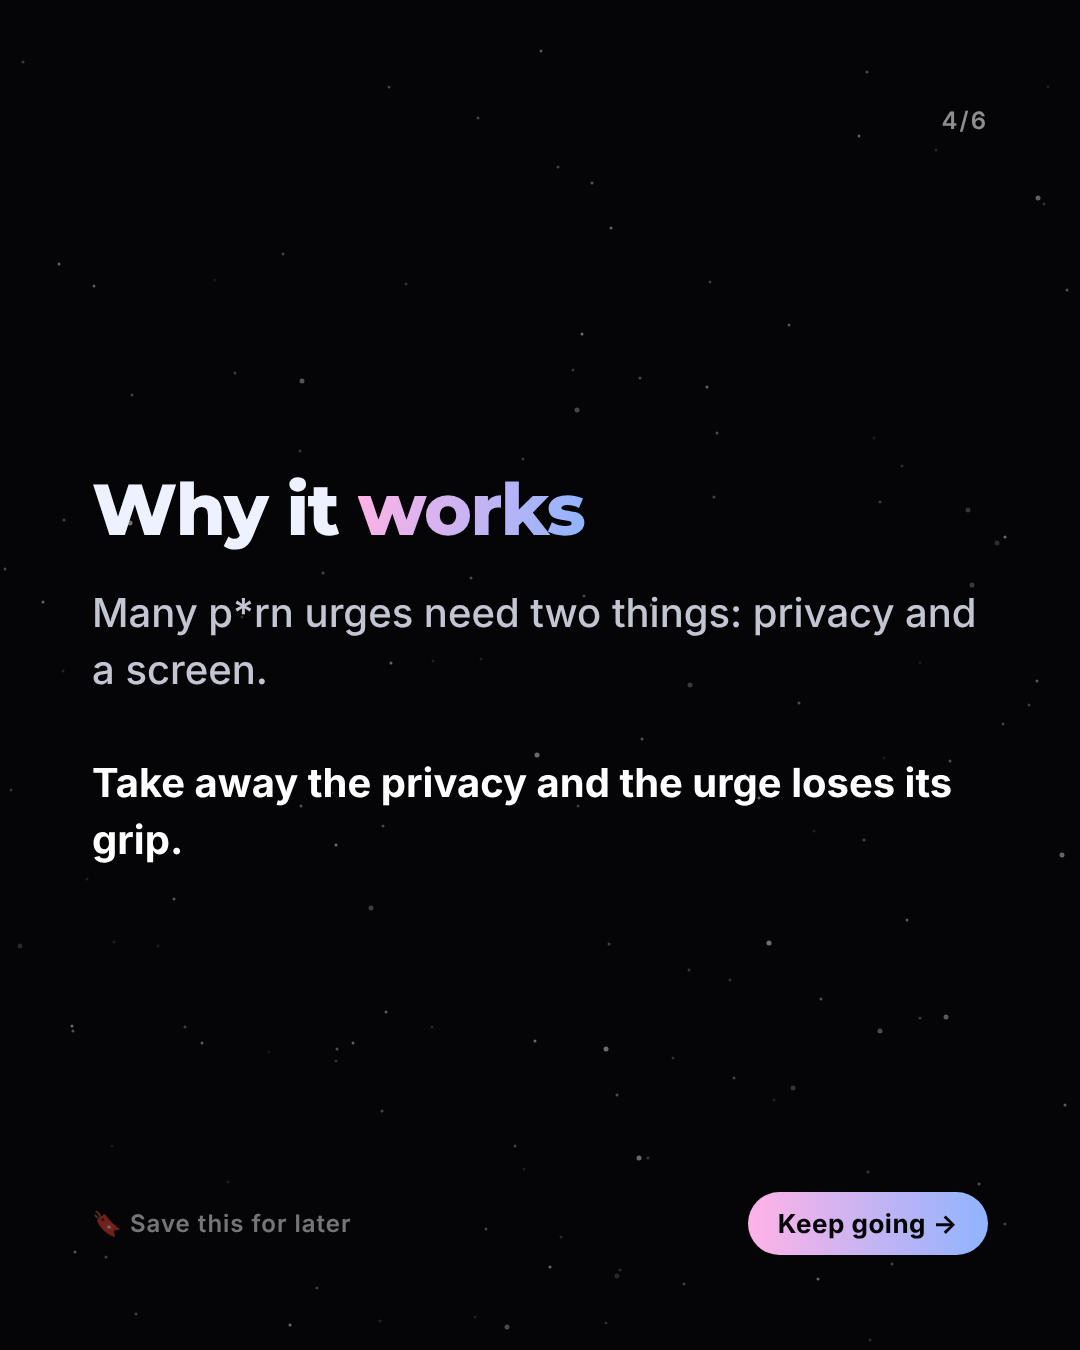 4/6
Why it works
Many p*rn urges need two things: privacy and
a screen.
Take away the privacy and the urge loses its
grip.
Save this for later
Keep going →